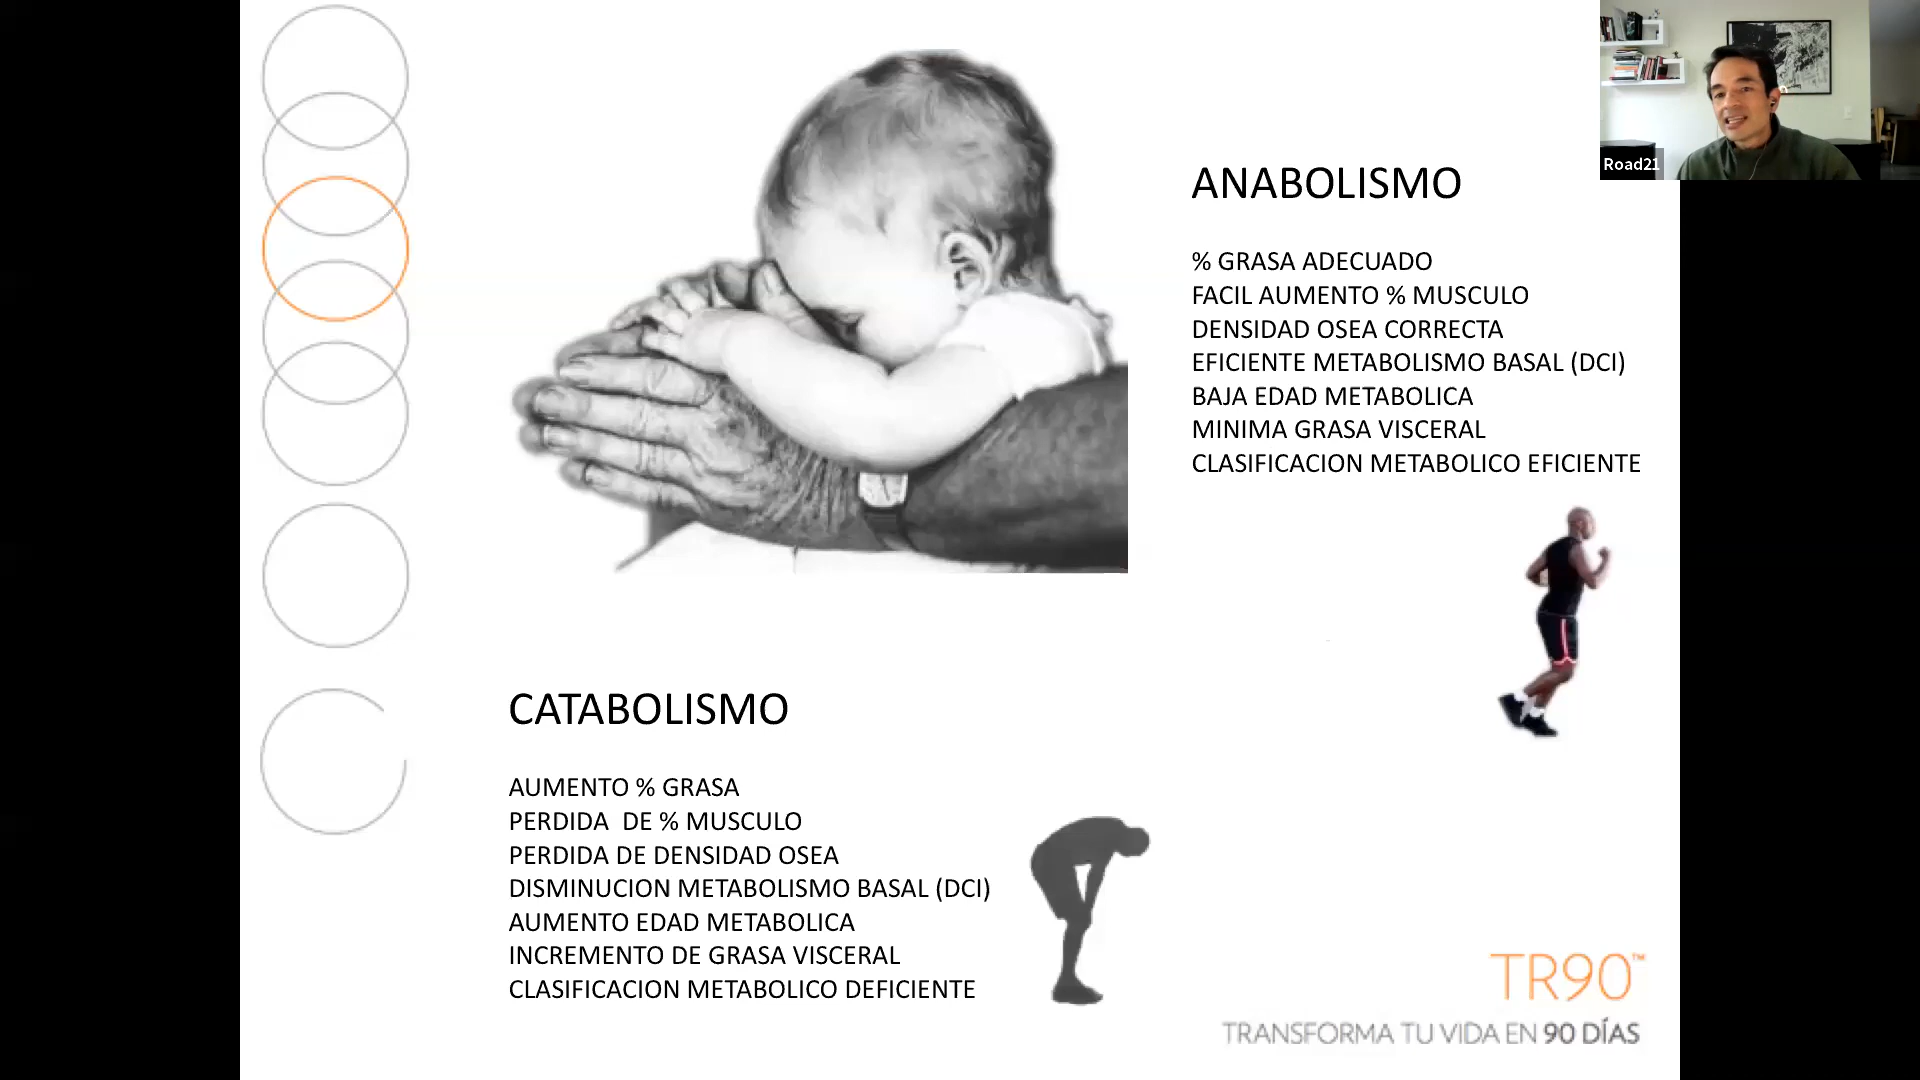 Road21
ANABOLISMO
% GRASA ADECUADO
FACIL AUMENTO % MUSCULO
DENSIDAD OSEA CORRECTA
EFICIENTE METABOLISMO BASAL (DCI)
BAJA EDAD METABOLICA
MINIMA GRASA VISCERAL
CLASIFICACION METABOLICO EFICIENTE
CATABOLISMO
AUMENTO % GRASA
PERDIDA  DE % MUSCULO
PERDIDA DE DENSIDAD OSEA
DISMINUCION METABOLISMO BASAL (DCI)
AUMENTO EDAD METABOLICA
INCREMENTO DE GRASA VISCERAL
CLASIFICACION METABOLICO DEFICIENTE
TR90™
TRANSFORMA TU VIDA EN 90 DÍAS